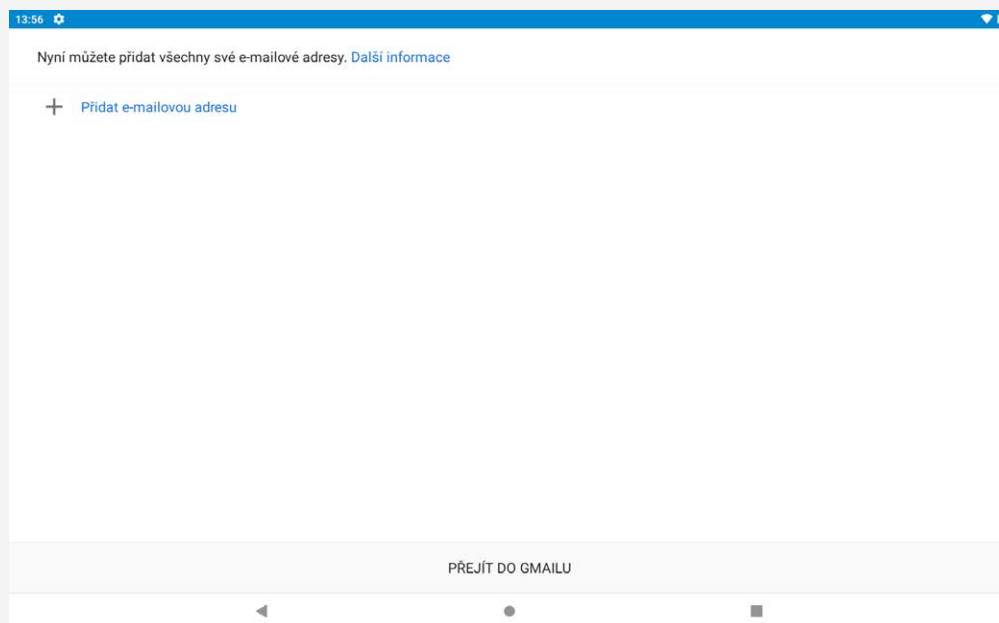 13:56
Nyní můžete přidat všechny své e-mailové adresy. Další informace
Přidat e-mailovou adresu
PŘEJÍT DO GMAILU